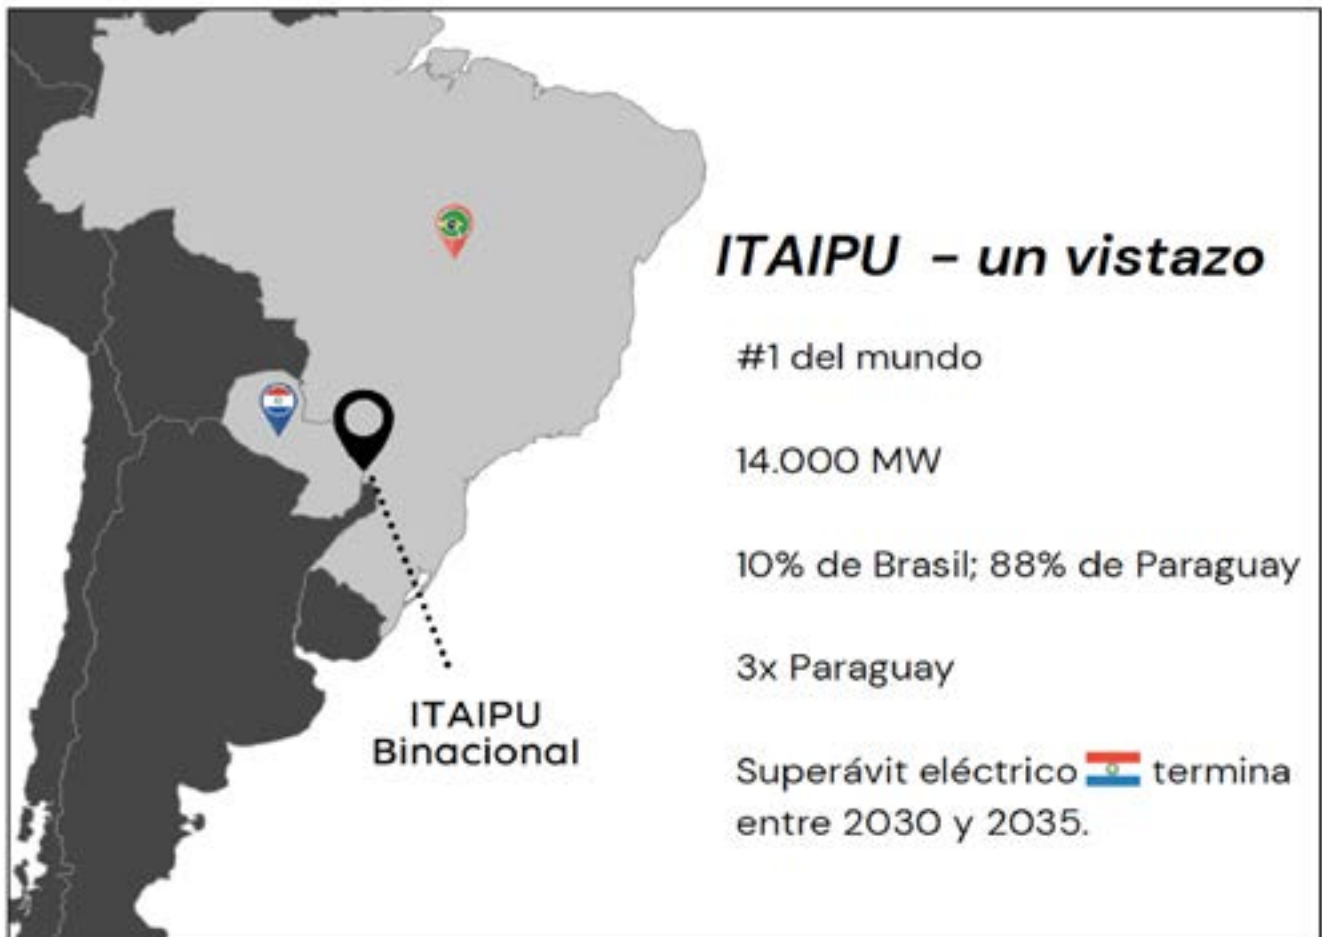 ITAIPU - un vistazo
#1 del mundo
14.000 MW
10% de Brasil; 88% de Paraguay
3x Paraguay
Superávit eléctrico termina
entre 2030 y 2035.
ITAIPU
Binacional